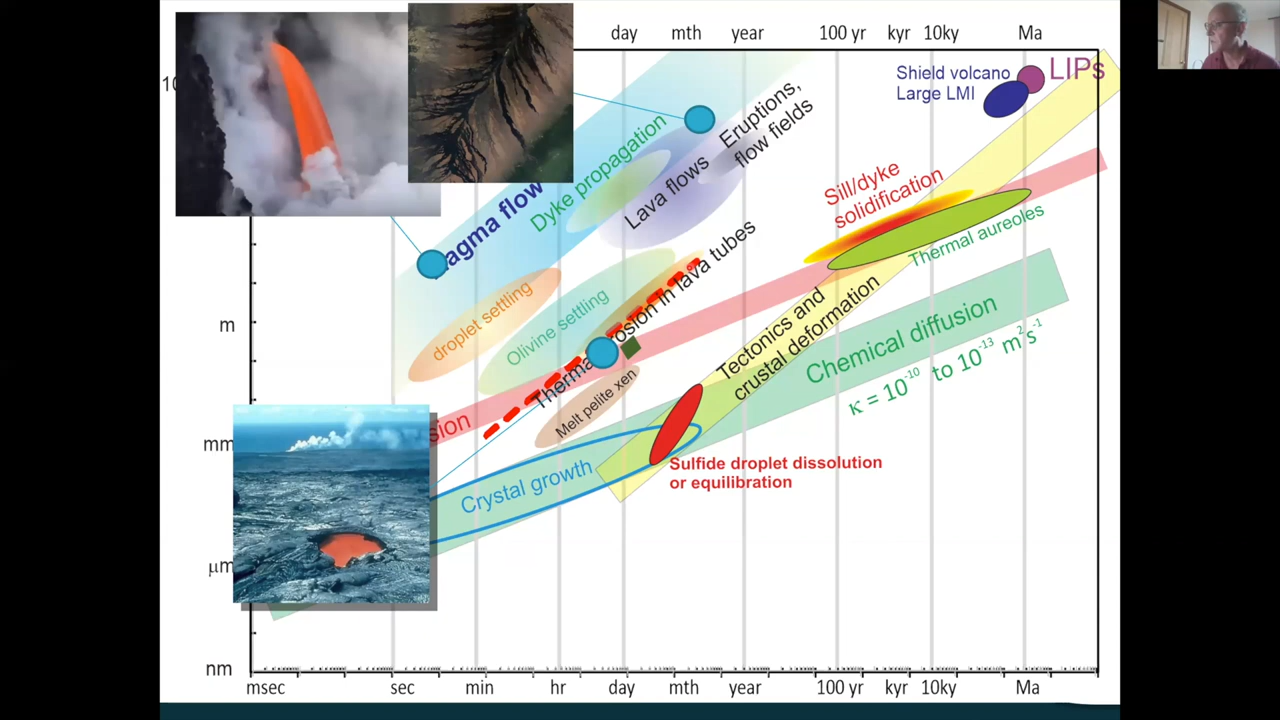 day mth year 100 yr kyr 10ky Ma
10
Shield volcano
Large LMI
LIPs
Eruptions,
flow fields
Dyke propagation
Lava flows
agma flow
Sill/dyke
solidification
Thermal aureoles
droplet settling
Olivine settling
Therma
rosion in lava tubes
m
Tectonics and
crustal deformation
Chemical diffusion
κ = 10-10 to 10-13 m2s-1
Melt pelite xen
mm
sion
Crystal growth
Sulfide droplet dissolution
or equilibration
μm
nm
msec sec min hr day mth year 100 yr kyr 10ky Ma